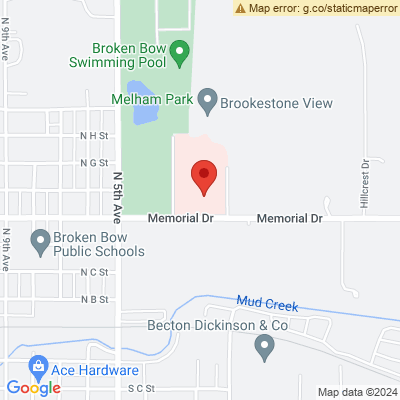 Map error: g.co/staticmaperror
N 9th Ave
Broken Bow
Swimming Pool
Melham Park
Brookestone View
N H St
N G St
Hillcrest Dr
N 5th Ave
Memorial Dr
Memorial Dr
N 9th Ave
Broken Bow
Public Schools
N C St
N B St
Mud Creek
Becton Dickinson & Co
Ace Hardware
Google
S C St
Map data ©2024